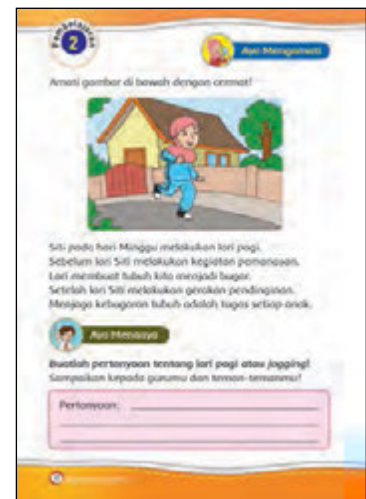 Pembelajaran
2
Ayo Mengamati
Amati gambar di bawah dengan cermat!
Siti pada hari Minggu melakukan lari pagi.
Sebelum lari Siti melakukan kegiatan pemanasan.
Lari membuat tubuh kita menjadi bugar.
Setelah lari Siti melakukan gerakan pendinginan.
Menjaga kebugaran tubuh adalah tugas setiap anak.
Ayo Menanya
Buatlah pertanyaan tentang lari pagi atau jogging!
Sampaikan kepada gurumu dan teman-temanmu!
Pertanyaan: